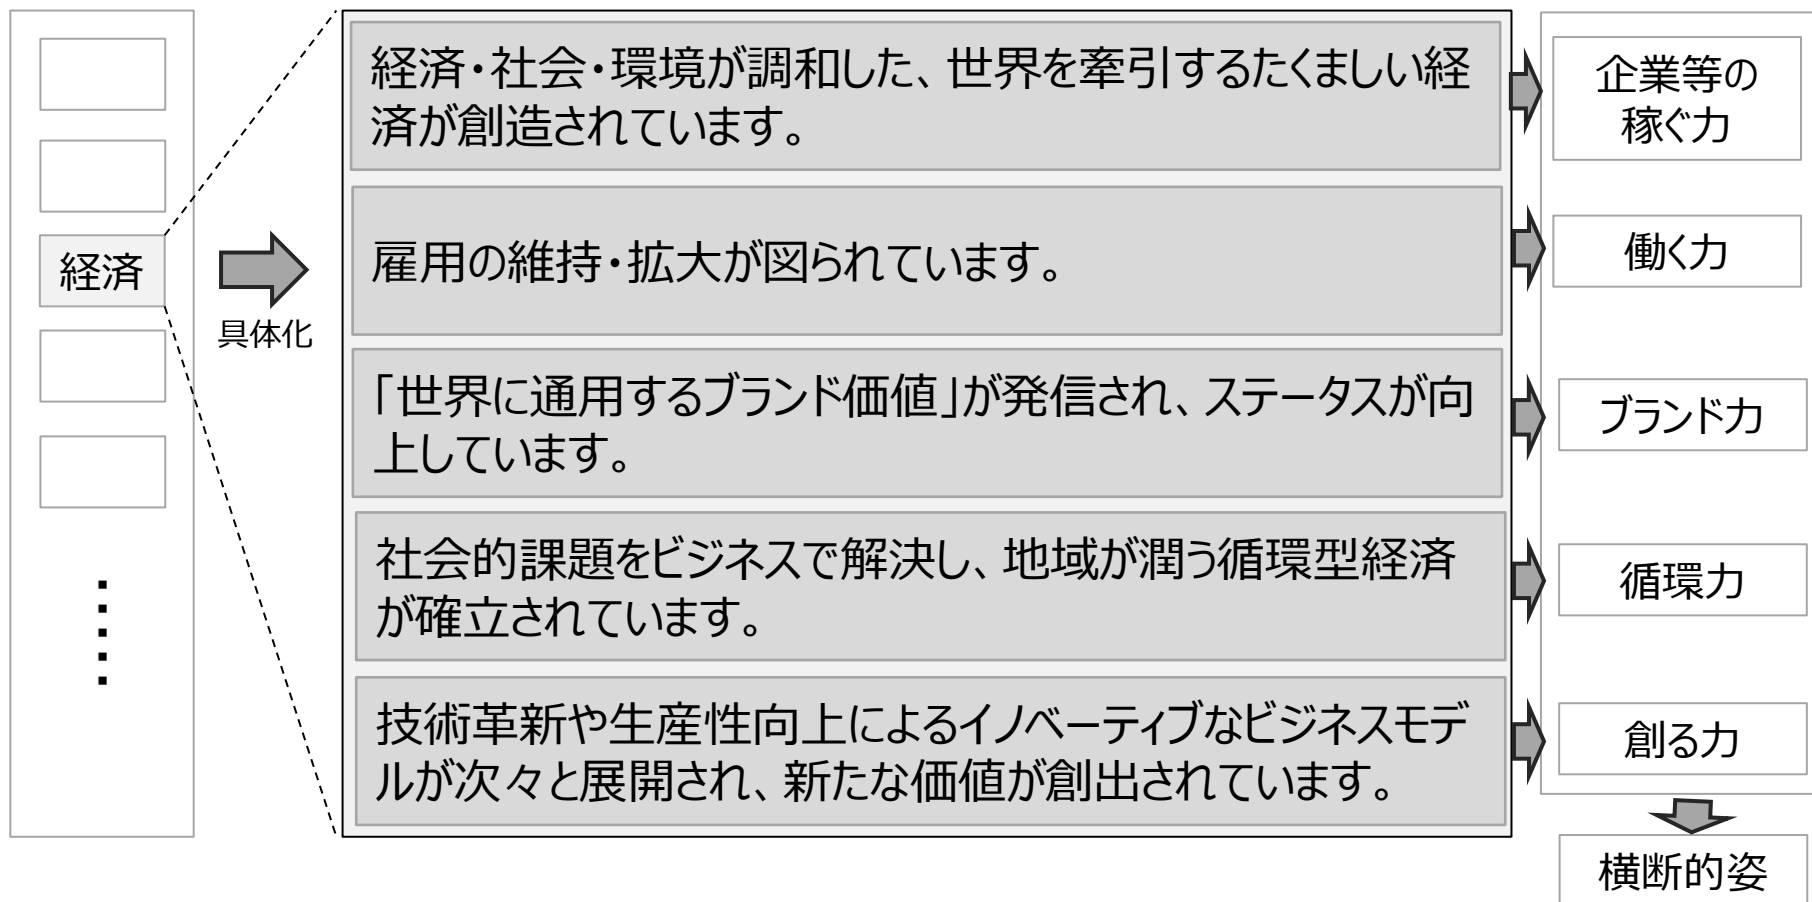 経済
具体化
経済・社会・環境が調和した、世界を牽引するたくましい経
済が創造されています。
雇用の維持・拡大が図られています。
「世界に通用するブランド価値」が発信され、ステータスが向
上しています。
社会的課題をビジネスで解決し、地域が潤う循環型経済
が確立されています。
技術革新や生産性向上によるイノベーティブなビジネスモデ
ルが次々と展開され、新たな価値が創出されています。
企業等の
稼ぐ力
働く力
ブランド力
循環力
創る力
横断的姿